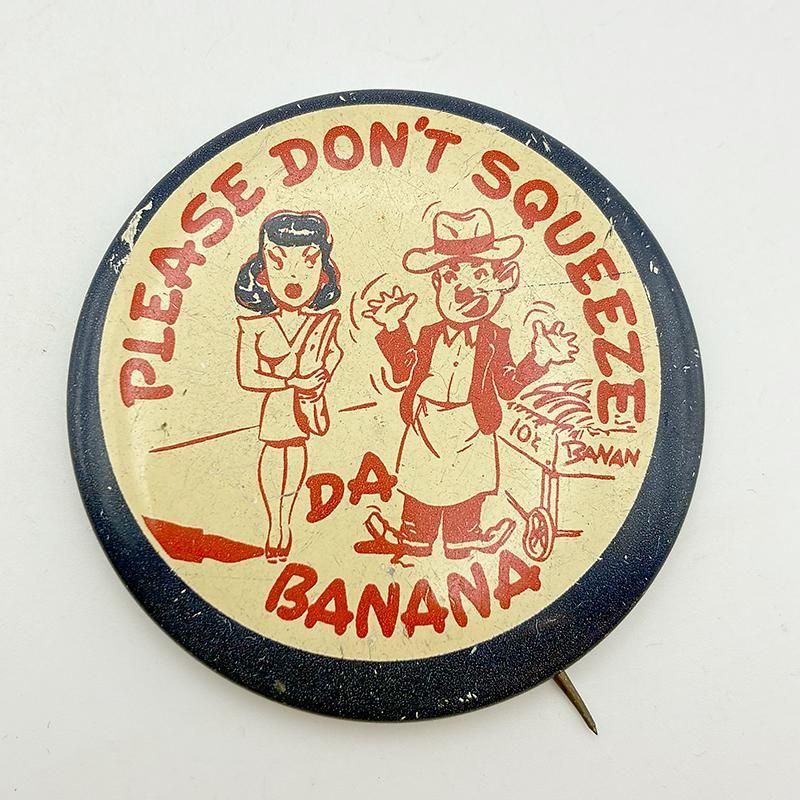 PLEASE DON'T SQUEEZE
DA
BANANA
10¢
BANAN